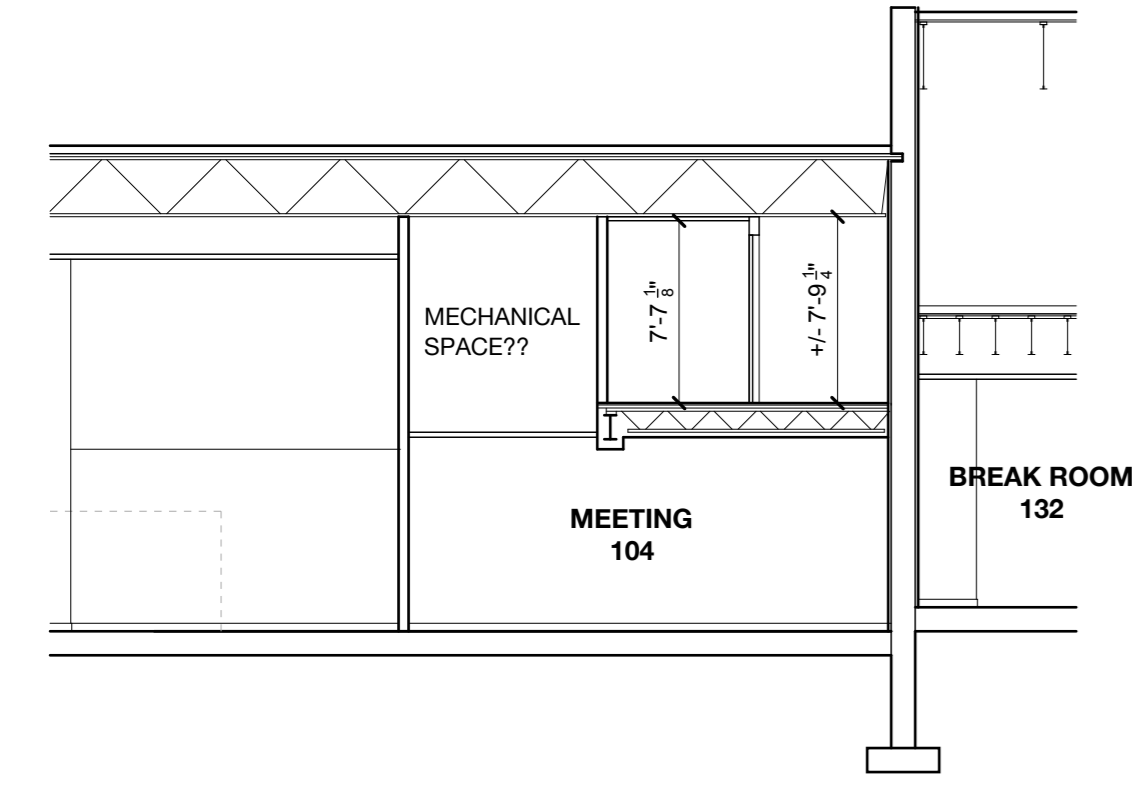 MECHANICAL
SPACE??
7'-7 1/8"
+/- 7'-9 1/4"
MEETING
104
BREAK ROOM
132